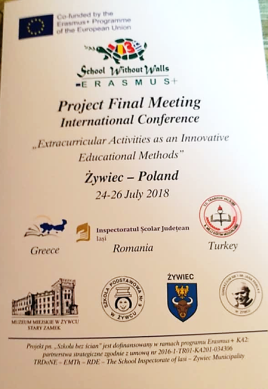 Co-funded by the
Erasmus+ Programme
of the European Union
School Without Walls
ERASMUS+
Project Final Meeting
International Conference
„Extracurricular Activities as an Innovative
Educational Methods”
Żywiec – Poland
24-26 July 2018
Inspectoratul Școlar Județean
Iași
Greece
Romania
Turkey
ŻYWIEC
MUZEUM MIEJSKIE W ŻYWCU
STARY ZAMEK
SZKOŁA PODSTAWOWA NR
W ŻYWCU
Projekt pn. „Szkoła bez ścian” jest dofinansowany w ramach programu Erasmus+ KA2:
partnerstwa strategiczne zgodnie z umową nr 2016-1-TR01-KA201-034306
TRDoNE – EMTh – RDE – The School Inspectorate of Iasi – Żywiec Municipality